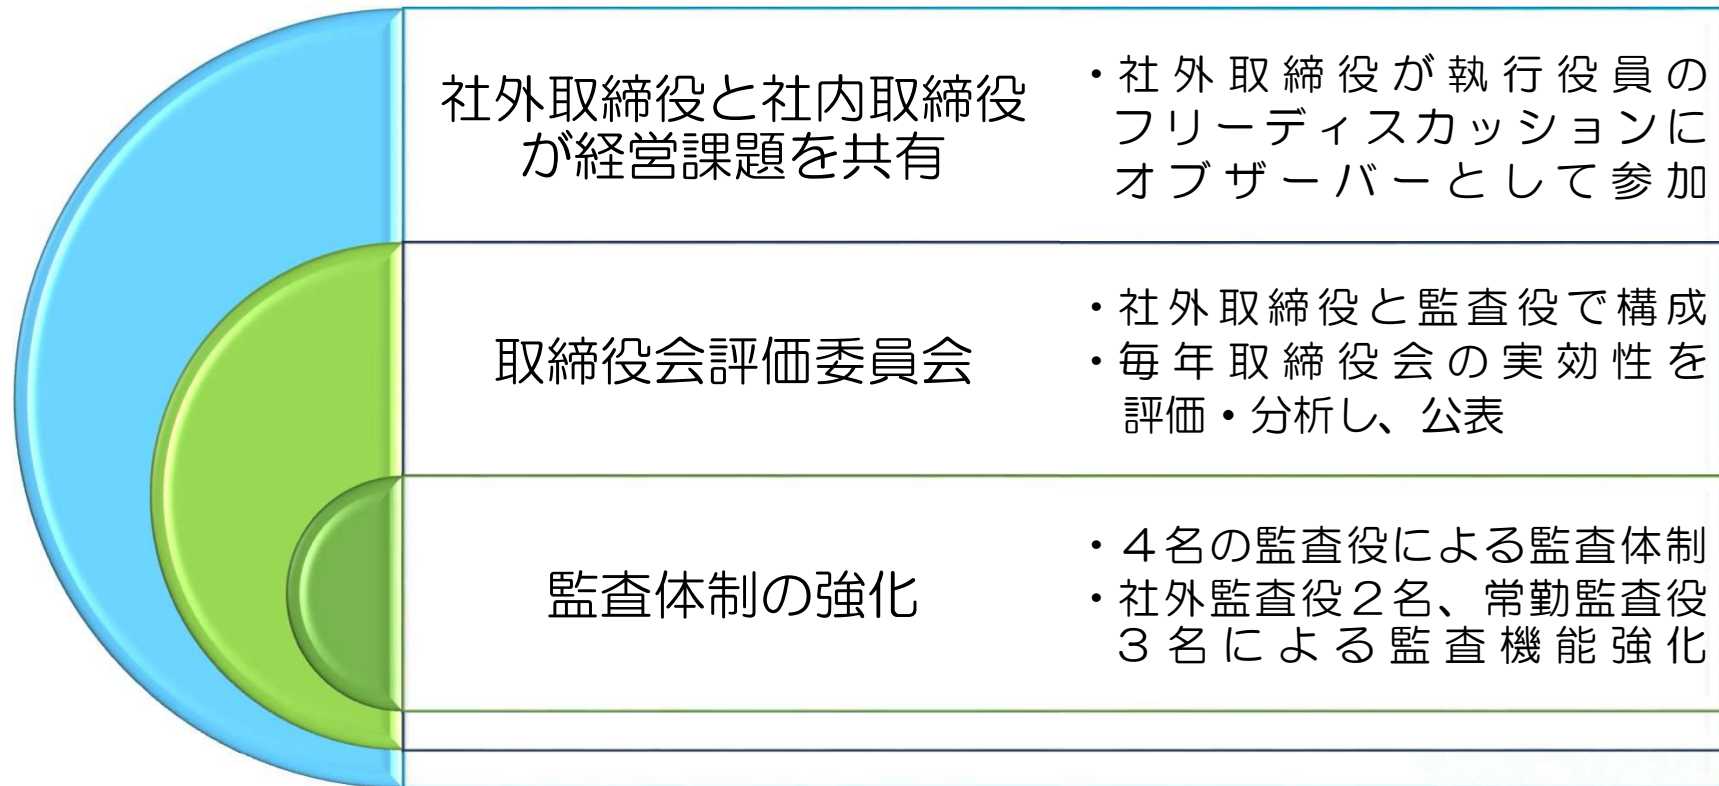 社外取締役と社内取締役
が経営課題を共有
・社外取締役が執行役員の
フリーディスカッションに
オブザーバーとして参加
取締役会評価委員会
・社外取締役と監査役で構成
・毎年取締役会の実効性を
評価・分析し、公表
監査体制の強化
・４名の監査役による監査体制
・社外監査役２名、常勤監査役
３名による監査機能強化